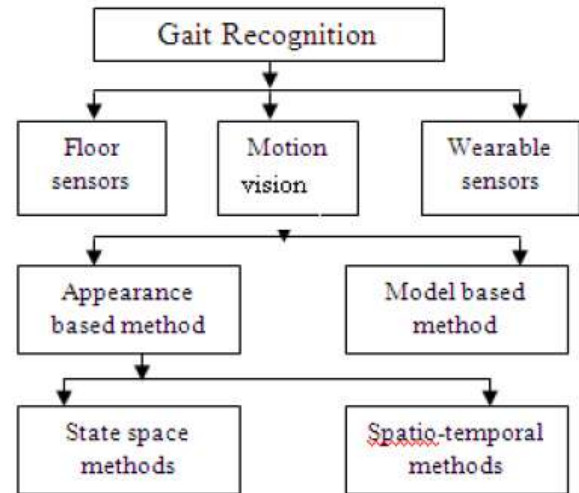 Gait Recognition
Floor
sensors
Motion
vision
Wearable
sensors
Appearance
based method
Model based
method
State space
methods
Spatio-temporal
methods